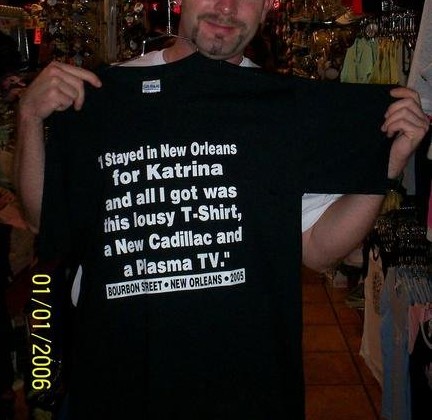 "I Stayed in New Orleans
for Katrina
and all I got was
this lousy T-Shirt,
a New Cadillac and
a Plasma TV."
BOURBON STREET • NEW ORLEANS • 2005
01/01/2006